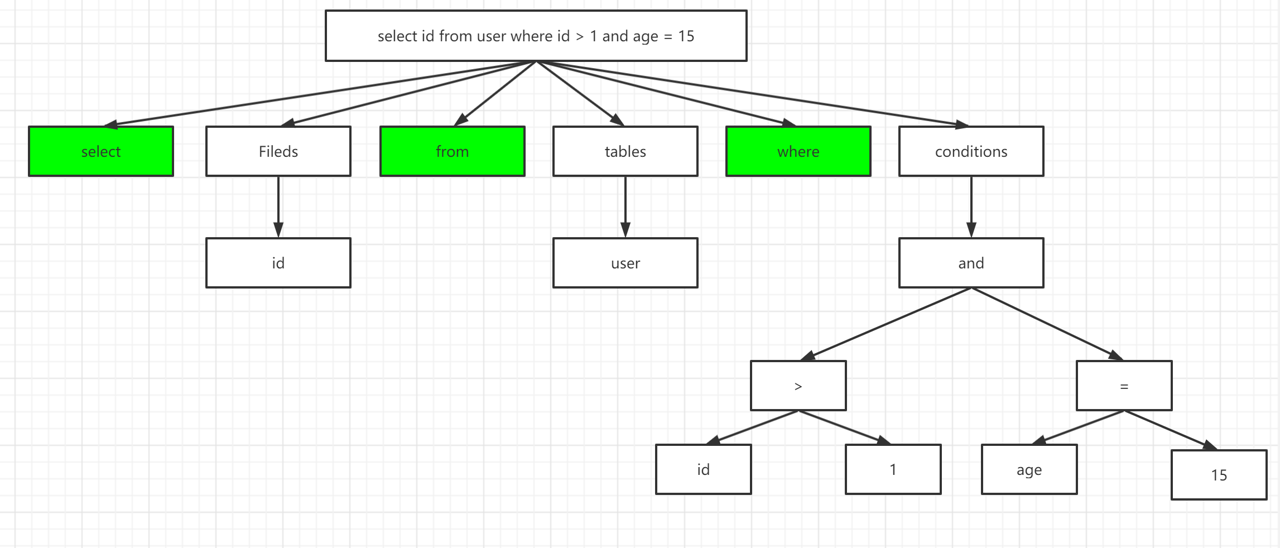 select id from user where id > 1 and age = 15
select
Fileds
from
tables
where
conditions
id
user
and
>
=
id
1
age
15